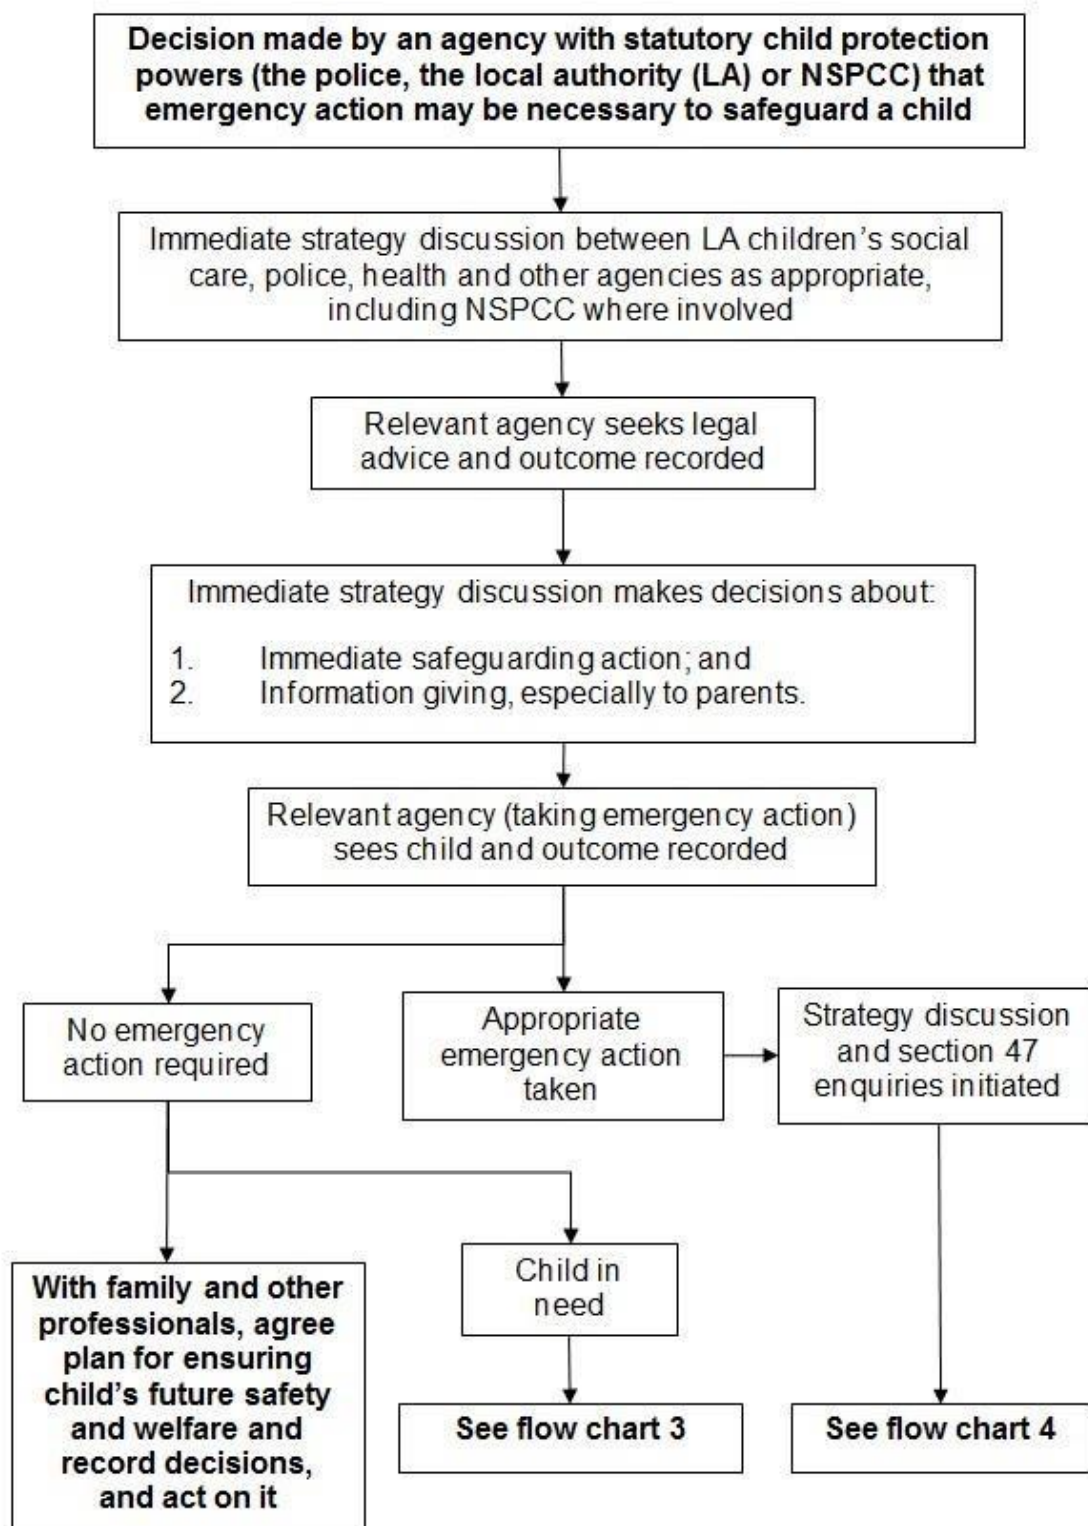 Decision made by an agency with statutory child protection
powers (the police, the local authority (LA) or NSPCC) that
emergency action may be necessary to safeguard a child
Immediate strategy discussion between LA children's social
care, police, health and other agencies as appropriate,
including NSPCC where involved
Relevant agency seeks legal
advice and outcome recorded
Immediate strategy discussion makes decisions about:
1. Immediate safeguarding action; and
2. Information giving, especially to parents.
Relevant agency (taking emergency action)
sees child and outcome recorded
No emergency
action required
Appropriate
emergency action
taken
Strategy discussion
and section 47
enquiries initiated
With family and other
professionals, agree
plan for ensuring
child's future safety
and welfare and
record decisions,
and act on it
Child in
need
See flow chart 3
See flow chart 4